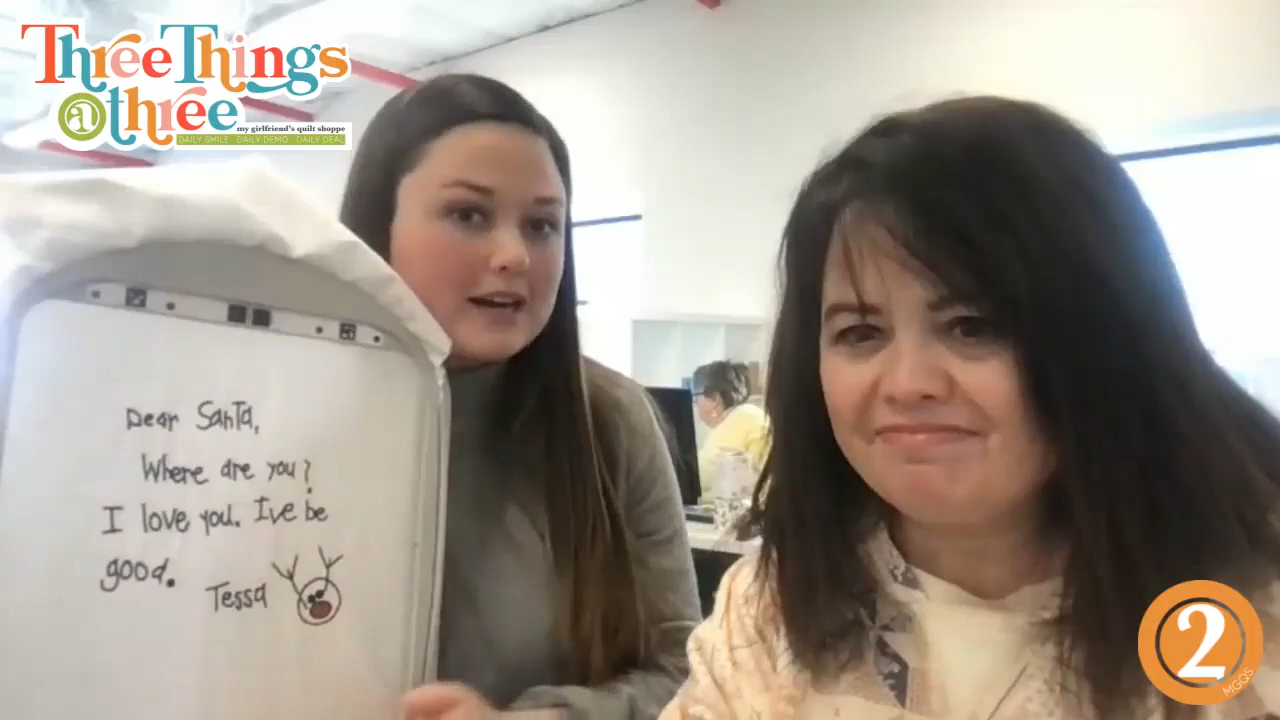 Three Things
@ three
my girlfriend's quilt shoppe
DAILY SMILE DAILY DEMO DAILY DEAL
Dear Santa,
Where are you?
I love you. Ive be
good.
Tessa
2
MGQS